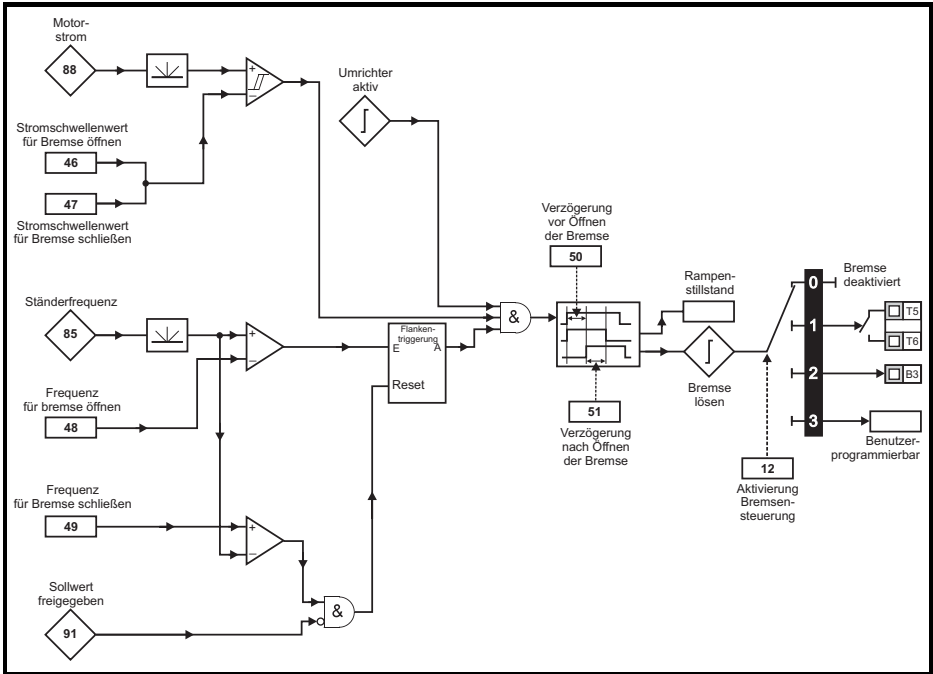 Motor-
strom
88
Stromschwellenwert
für Bremse öffnen
46
47
Stromschwellenwert
für Bremse schließen
+
–
Umrichter
aktiv
Ständerfrequenz
85
+
–
Frequenz
für bremse öffnen
48
Flanken-
triggerung
E A
Reset
Frequenz
für Bremse schließen
49
+
–
Sollwert
freigegeben
91
&
&
Verzögerung
vor Öffnen
der Bremse
50
51
Verzögerung
nach Öffnen
der Bremse
Rampen-
stillstand
Bremse
lösen
12
Aktivierung
Bremsen-
steuerung
0
Bremse
deaktiviert
1
T5
T6
2
B3
3
Benutzer-
programmierbar